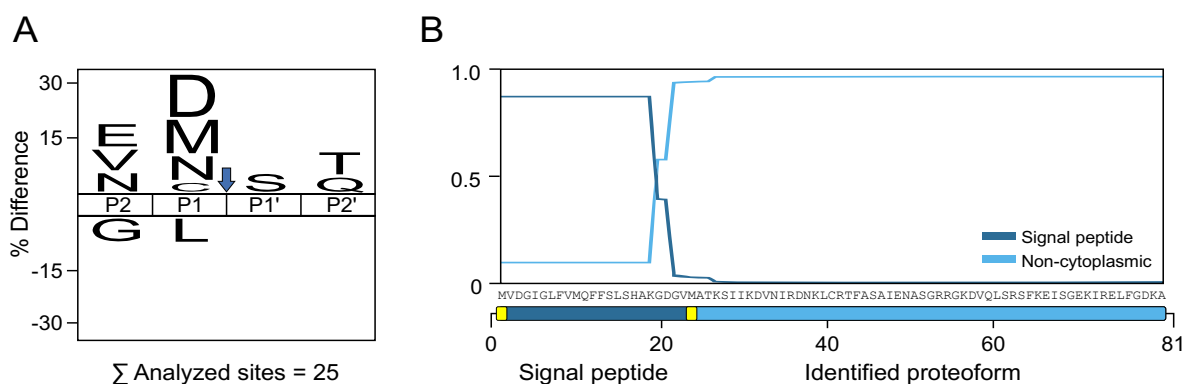 A
B
% Difference
30
15
-15
-30
E
V
N
D
M
N
C
S
T
Q
P2 P1 P1' P2'
G L
∑ Analyzed sites = 25
1.0
0.5
0
Signal peptide
Non-cytoplasmic
MVDGIGLFVMQFFSLSHAKGDGVMATKSIIKDVNIRDNKLCRTFASAIENASGRRGKDVQLSRSFKEISGEKIRELFGDKA
0 20 40 60 81
Signal peptide Identified proteoform